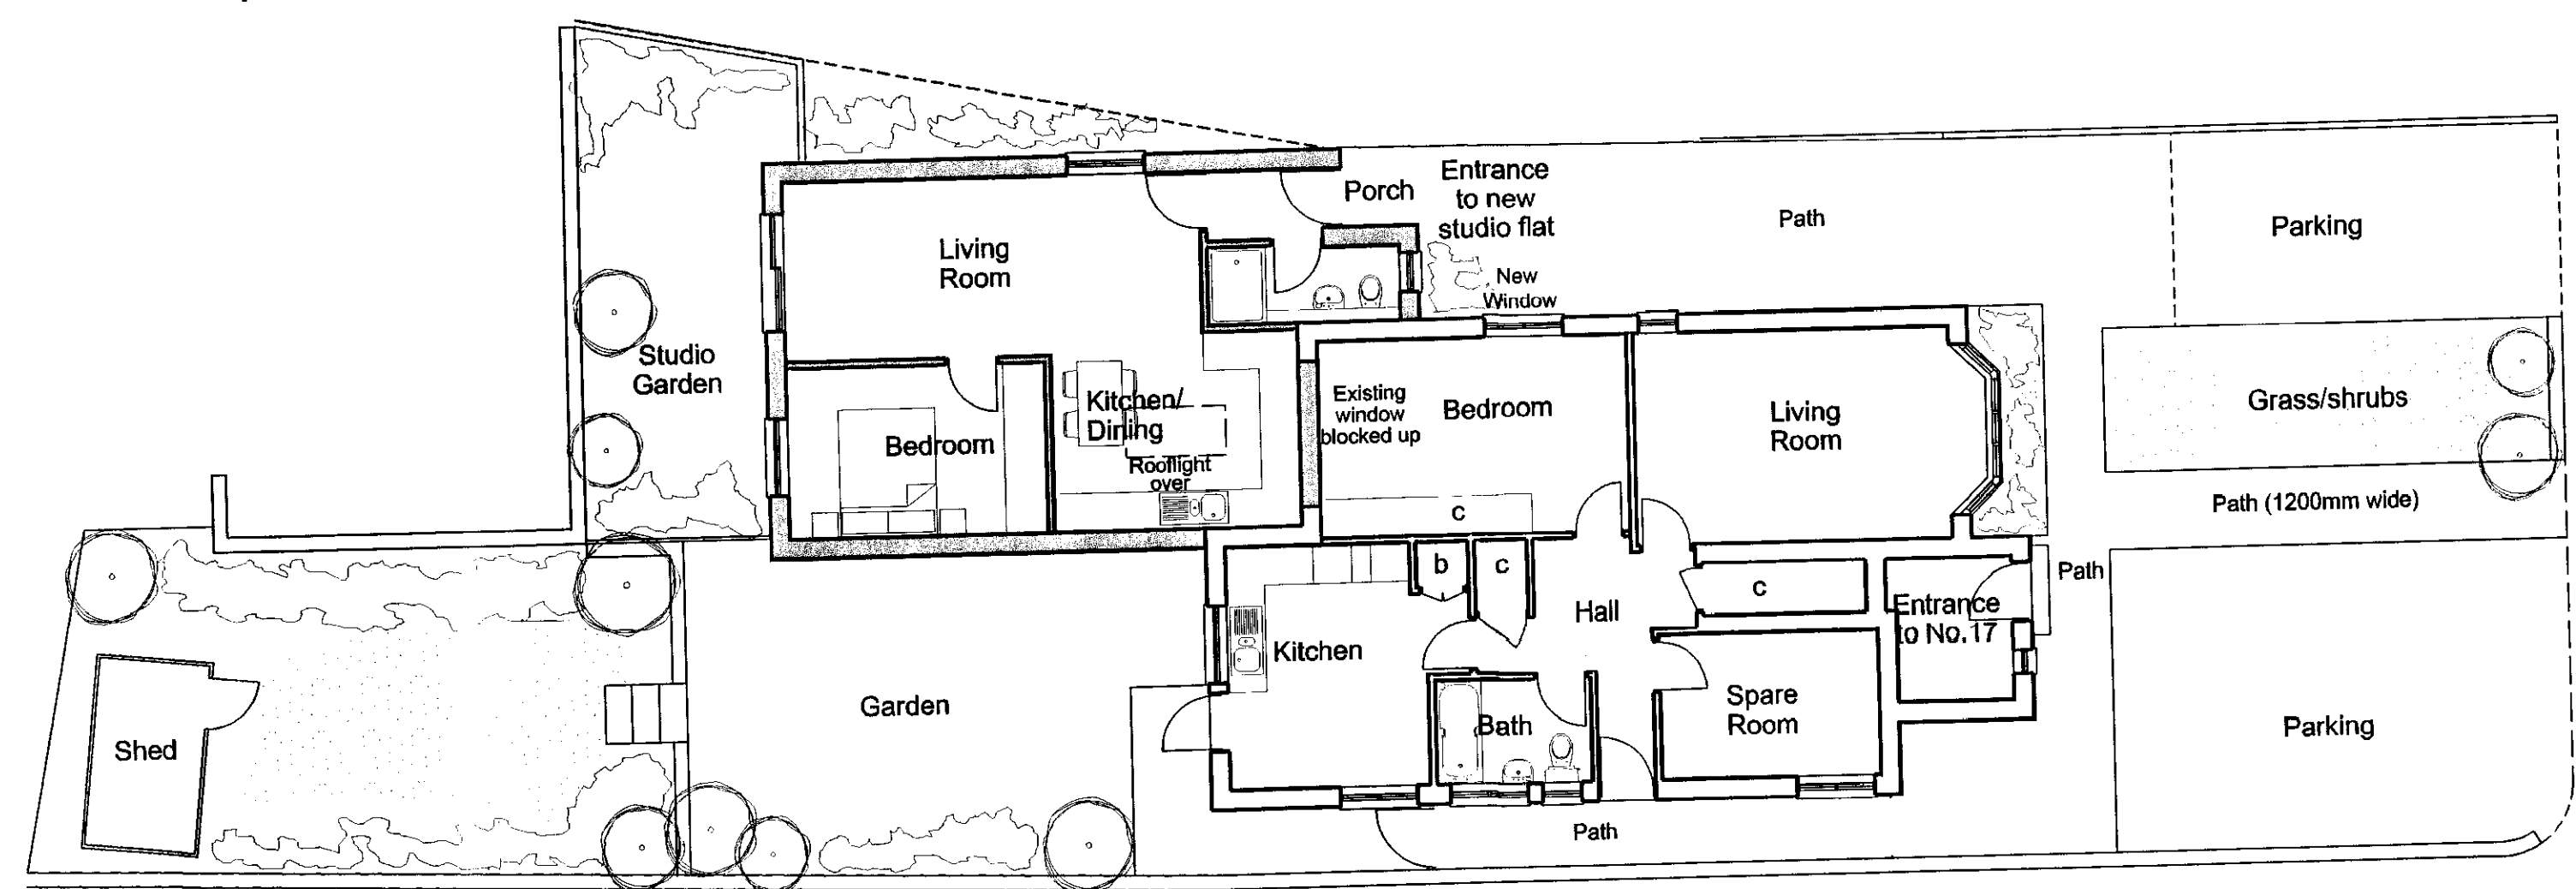 Porch
Entrance
to new
studio flat
Path
Parking
Living
Room
New
Window
Studio
Garden
Bedroom
Kitchen/
Dining
Rooflight
over
Existing
window
blocked up
Bedroom
c
Living
Room
Grass/shrubs
Path (1200mm wide)
Path
b
c
c
Hall
Entrance
to No.17
Kitchen
Garden
Bath
Spare
Room
Shed
Parking
Path